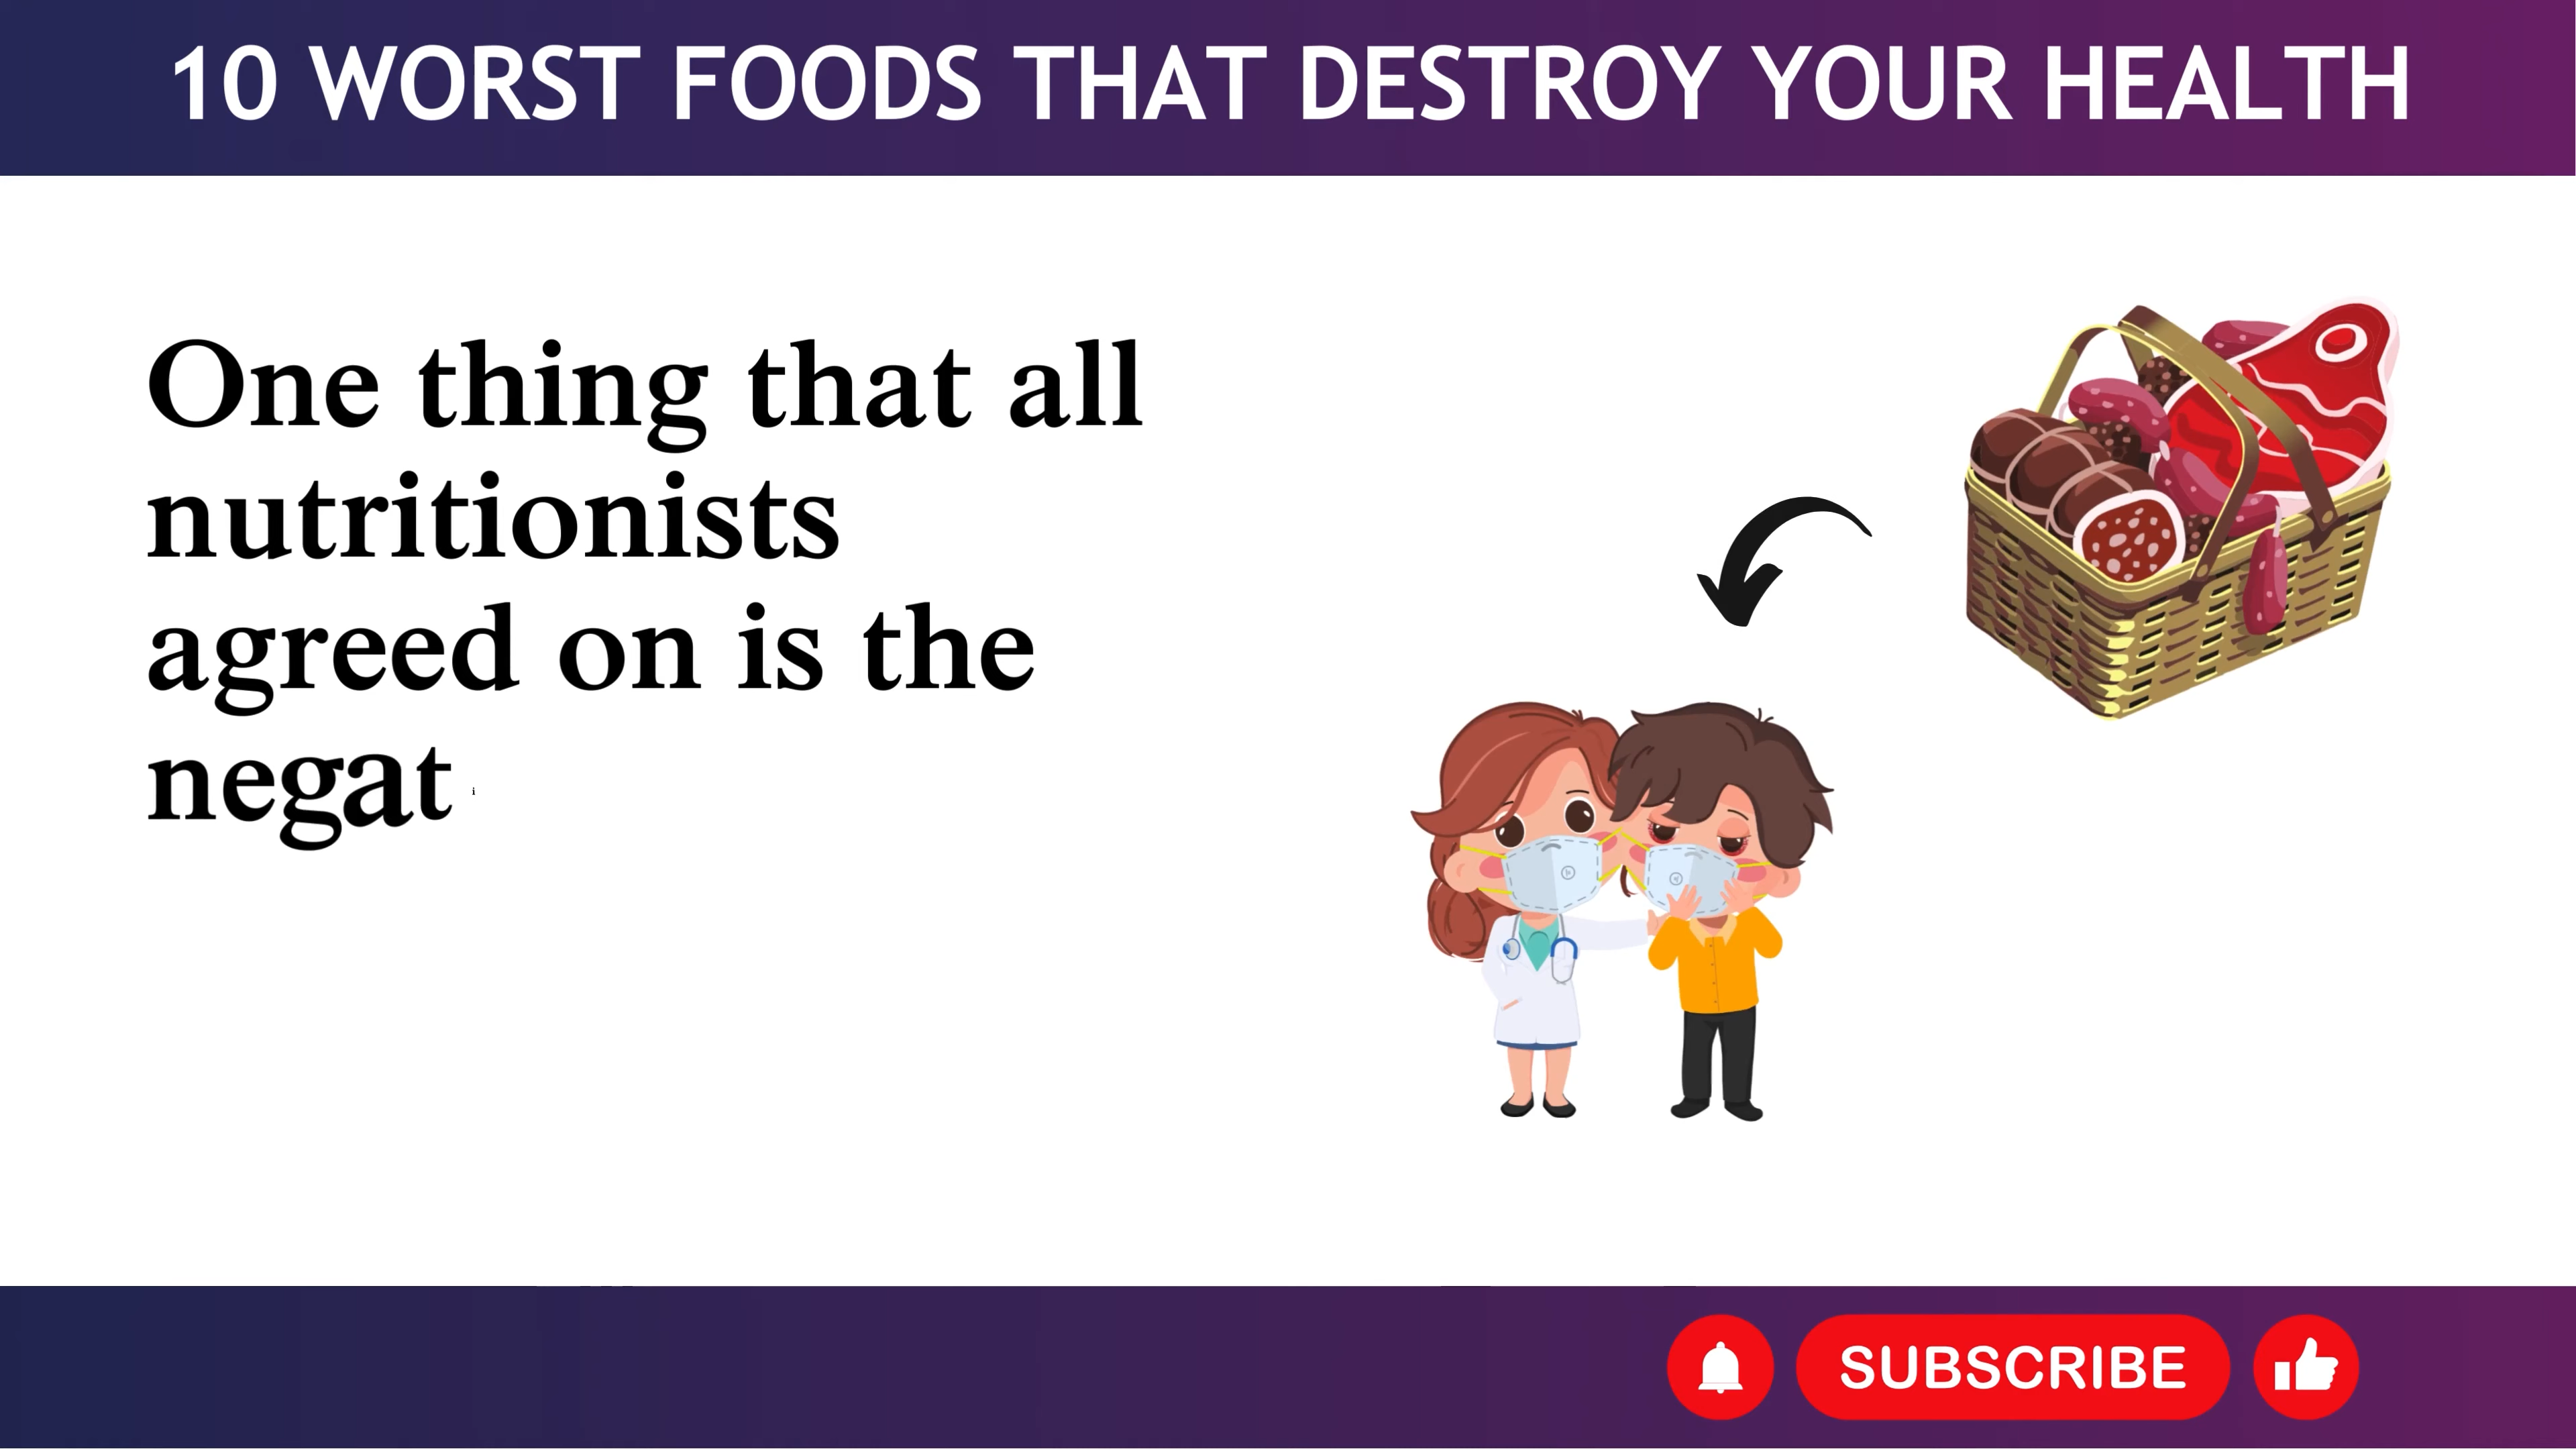 10 WORST FOODS THAT DESTROY YOUR HEALTH
One thing that all
nutritionists
agreed on is the
negat i
SUBSCRIBE